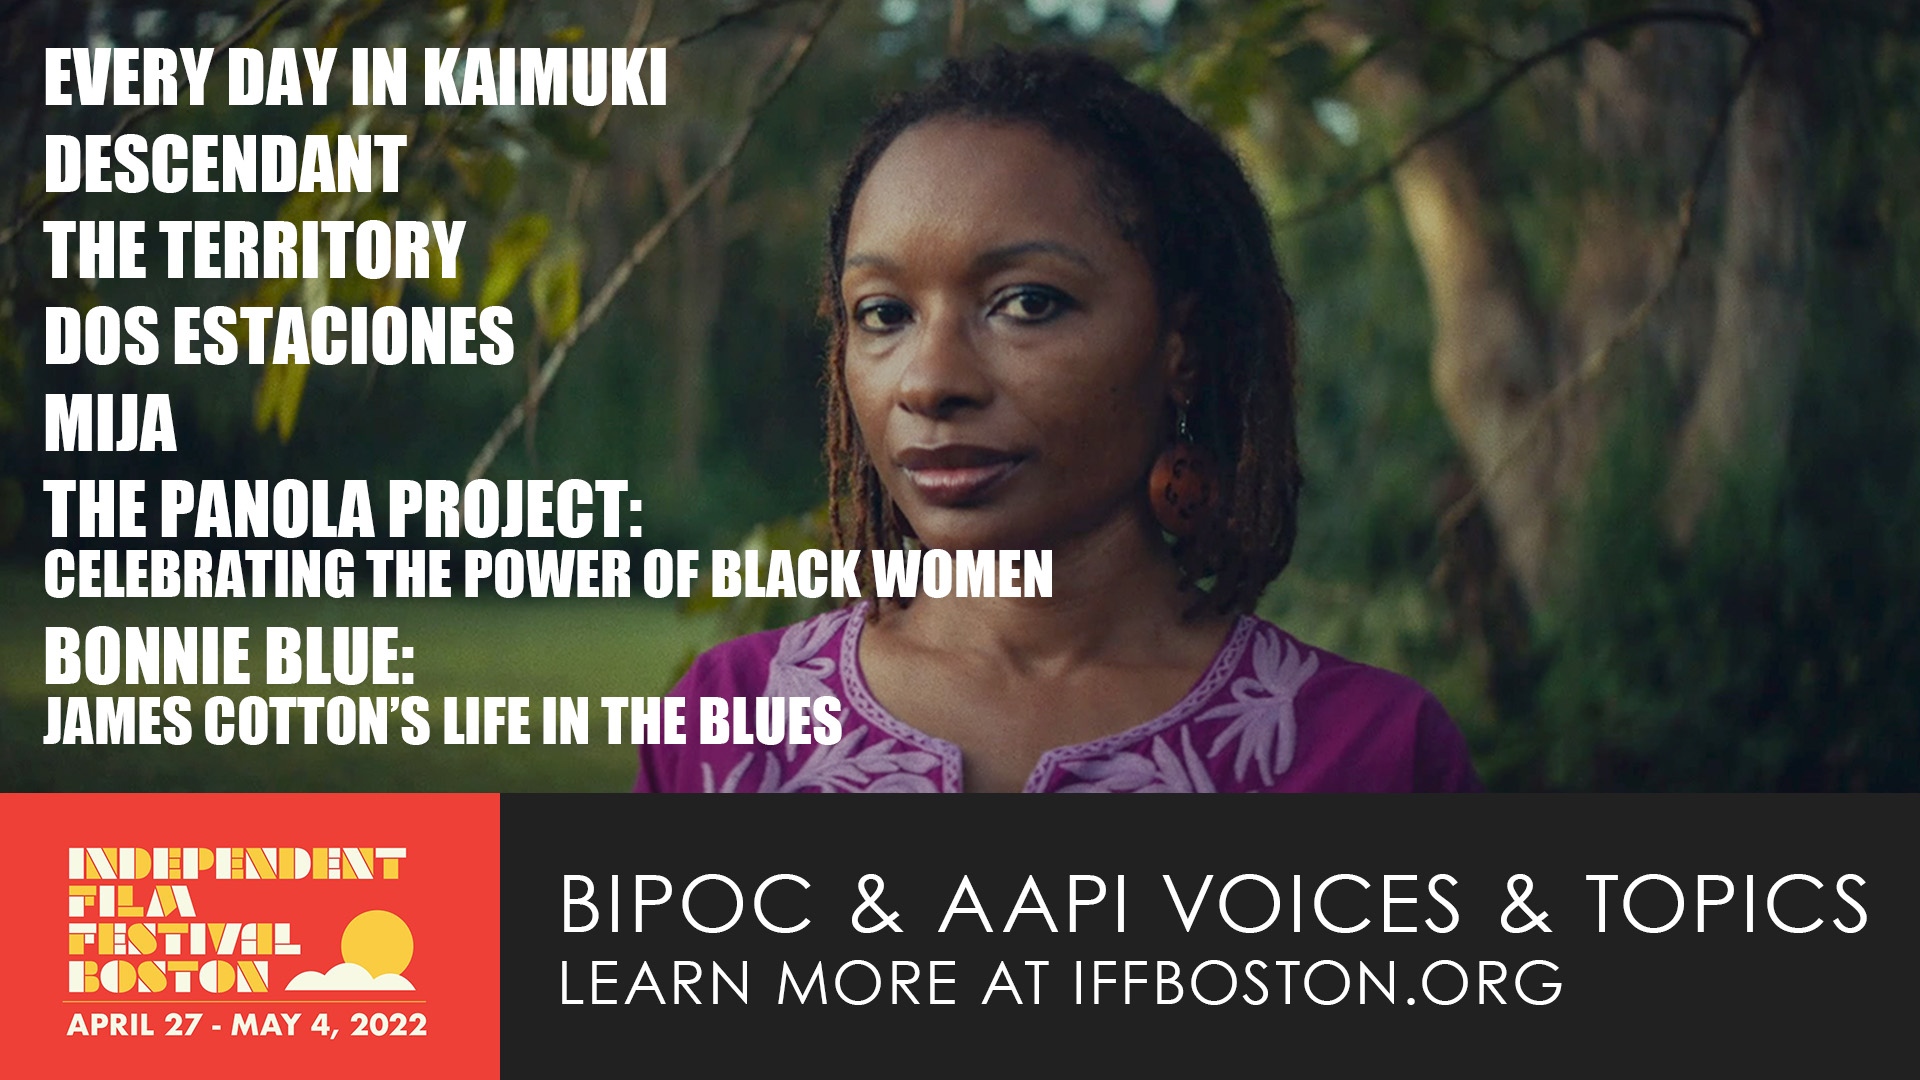 EVERY DAY IN KAIMUKI
DESCENDANT
THE TERRITORY
DOS ESTACIONES
MIJA
THE PANOLA PROJECT:
CELEBRATING THE POWER OF BLACK WOMEN
BONNIE BLUE:
JAMES COTTON'S LIFE IN THE BLUES
INDEPENDENT
FILM
FESTIVAL
BOSTON
APRIL 27 - MAY 4, 2022
BIPOC & AAPI VOICES & TOPICS
LEARN MORE AT IFFBOSTON.ORG